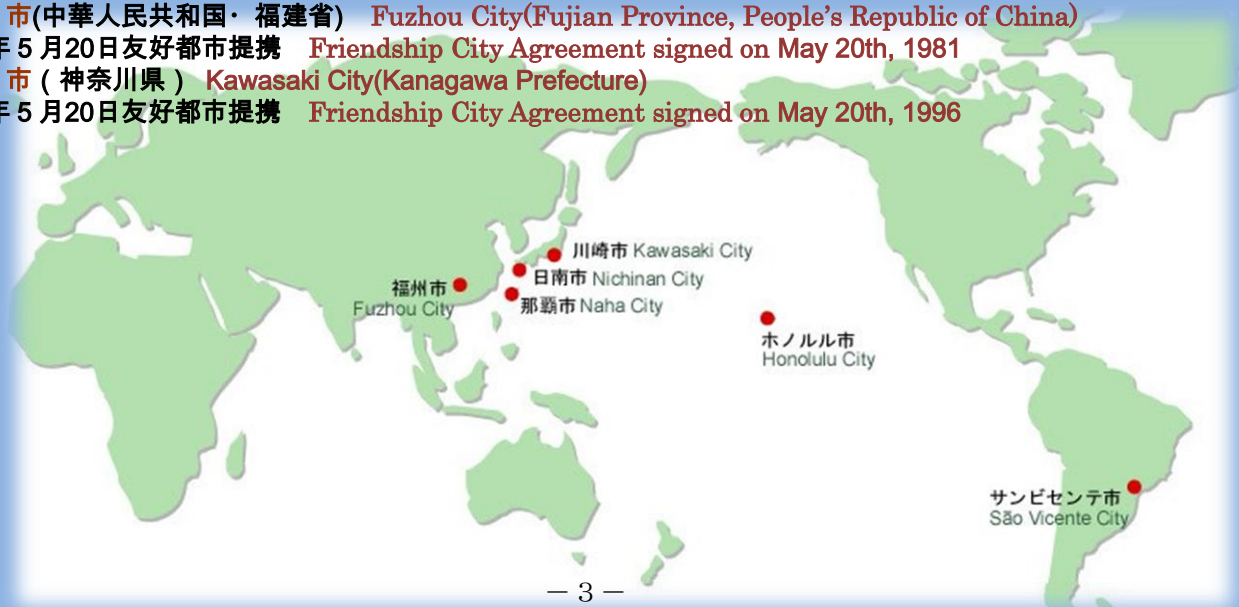 市(中華人民共和国・福建省) Fuzhou City(Fujian Province, People’s Republic of China)
年５月20日友好都市提携 Friendship City Agreement signed on May 20th, 1981
市(神奈川県) Kawasaki City(Kanagawa Prefecture)
年５月20日友好都市提携 Friendship City Agreement signed on May 20th, 1996
川崎市 Kawasaki City
日南市 Nichinan City
福州市
Fuzhou City
那覇市 Naha City
ホノルル市
Honolulu City
サンビセンテ市
São Vicente City
－３－